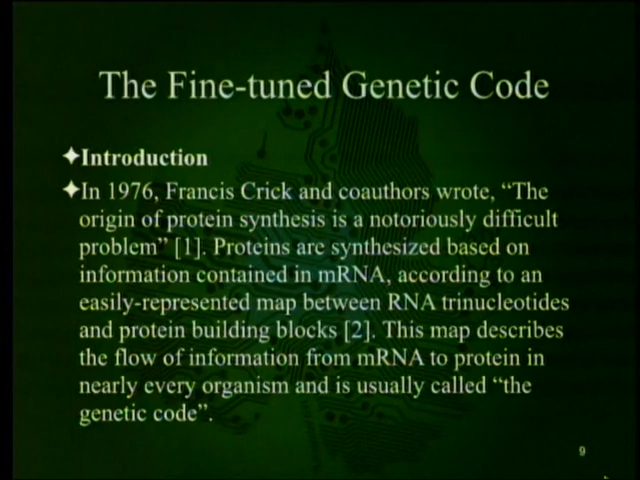 The Fine-tuned Genetic Code
✦Introduction
✦In 1976, Francis Crick and coauthors wrote, “The
origin of protein synthesis is a notoriously difficult
problem” [1]. Proteins are synthesized based on
information contained in mRNA, according to an
easily-represented map between RNA trinucleotides
and protein building blocks [2]. This map describes
the flow of information from mRNA to protein in
nearly every organism and is usually called “the
genetic code”.
9